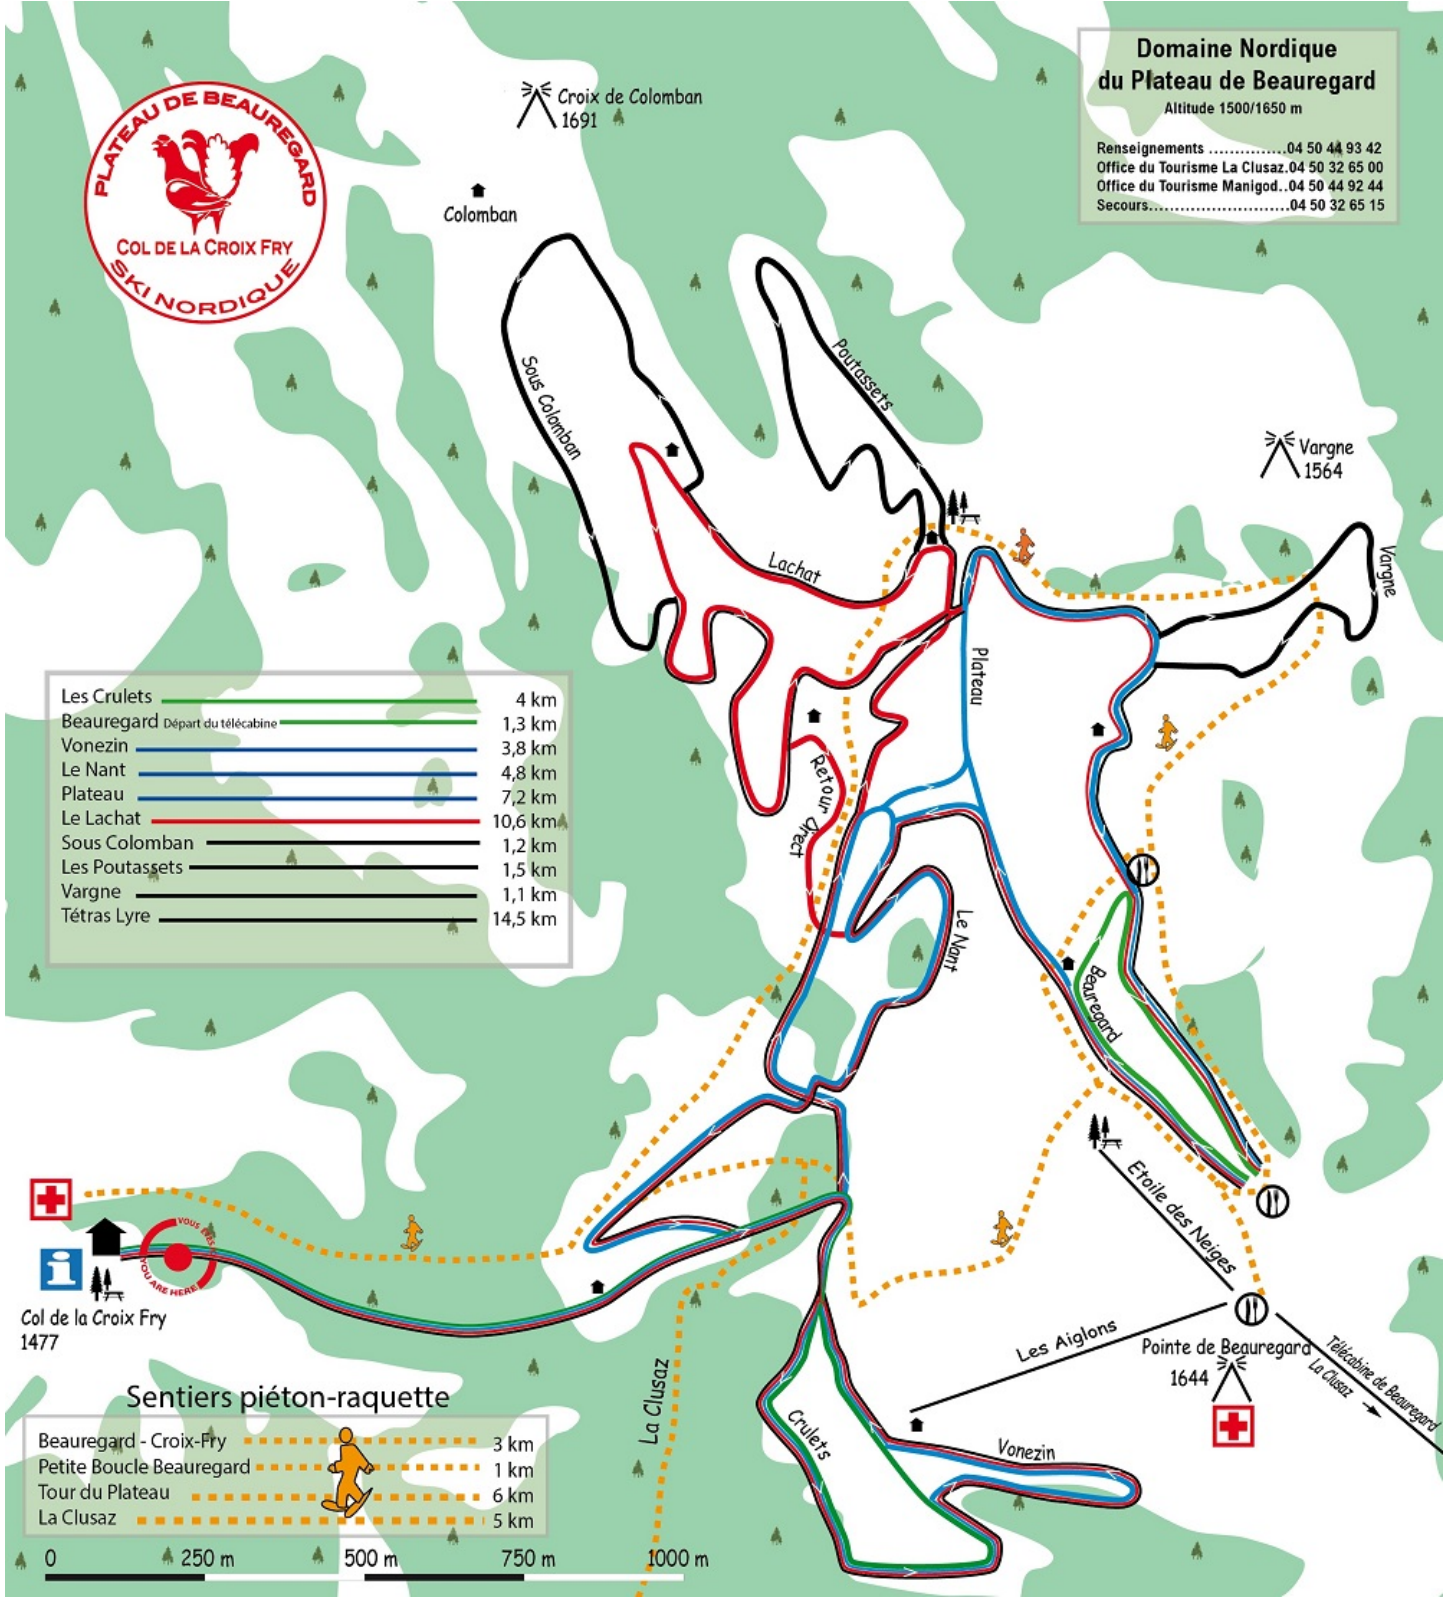 PLATEAU DE BEAUREGARD
COL DE LA CROIX FRY
SKI NORDIQUE
Croix de Colomban
1691
Colomban
Domaine Nordique
du Plateau de Beauregard
Altitude 1500/1650 m
Renseignements ...............04 50 44 93 42
Office du Tourisme La Clusaz.04 50 32 65 00
Office du Tourisme Manigod..04 50 44 92 44
Secours.........................04 50 32 65 15
Sous Colomban
Poutassets
Vargne
1564
Lachat
Vargne
Plateau
Retour direct
Le Nant
Beauregard
Les Crulets 4 km
Beauregard Départ du télécabine 1,3 km
Vonezin 3,8 km
Le Nant 4,8 km
Plateau 7,2 km
Le Lachat 10,6 km
Sous Colomban 1,2 km
Les Poutassets 1,5 km
Vargne 1,1 km
Tétras Lyre 14,5 km
VOUS ETES ICI
YOU ARE HERE
i
Col de la Croix Fry
1477
Etoile des Neiges
Les Aiglons
Pointe de Beauregard
1644
Télécabine de Beauregard
La Clusaz
La Clusaz
Crulets
Vonezin
Sentiers piéton-raquette
Beauregard - Croix-Fry 3 km
Petite Boucle Beauregard 1 km
Tour du Plateau 6 km
La Clusaz 5 km
0 250 m 500 m 750 m 1000 m